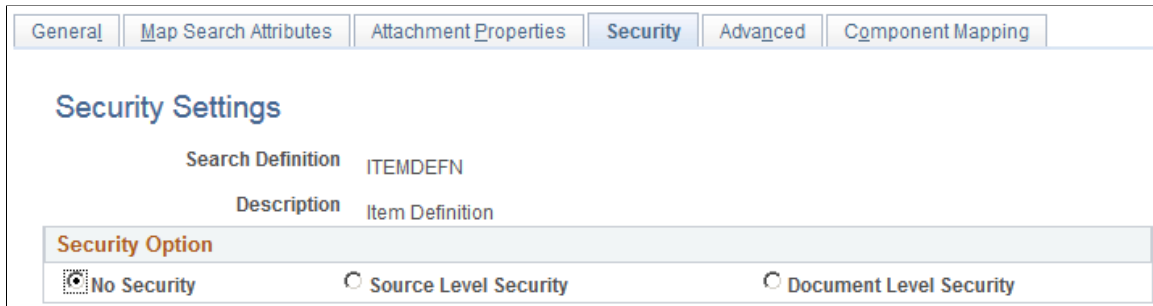 General Map Search Attributes Attachment Properties Security Advanced Component Mapping
Security Settings
Search Definition ITEMDEFN
Description Item Definition
Security Option
No Security Source Level Security Document Level Security